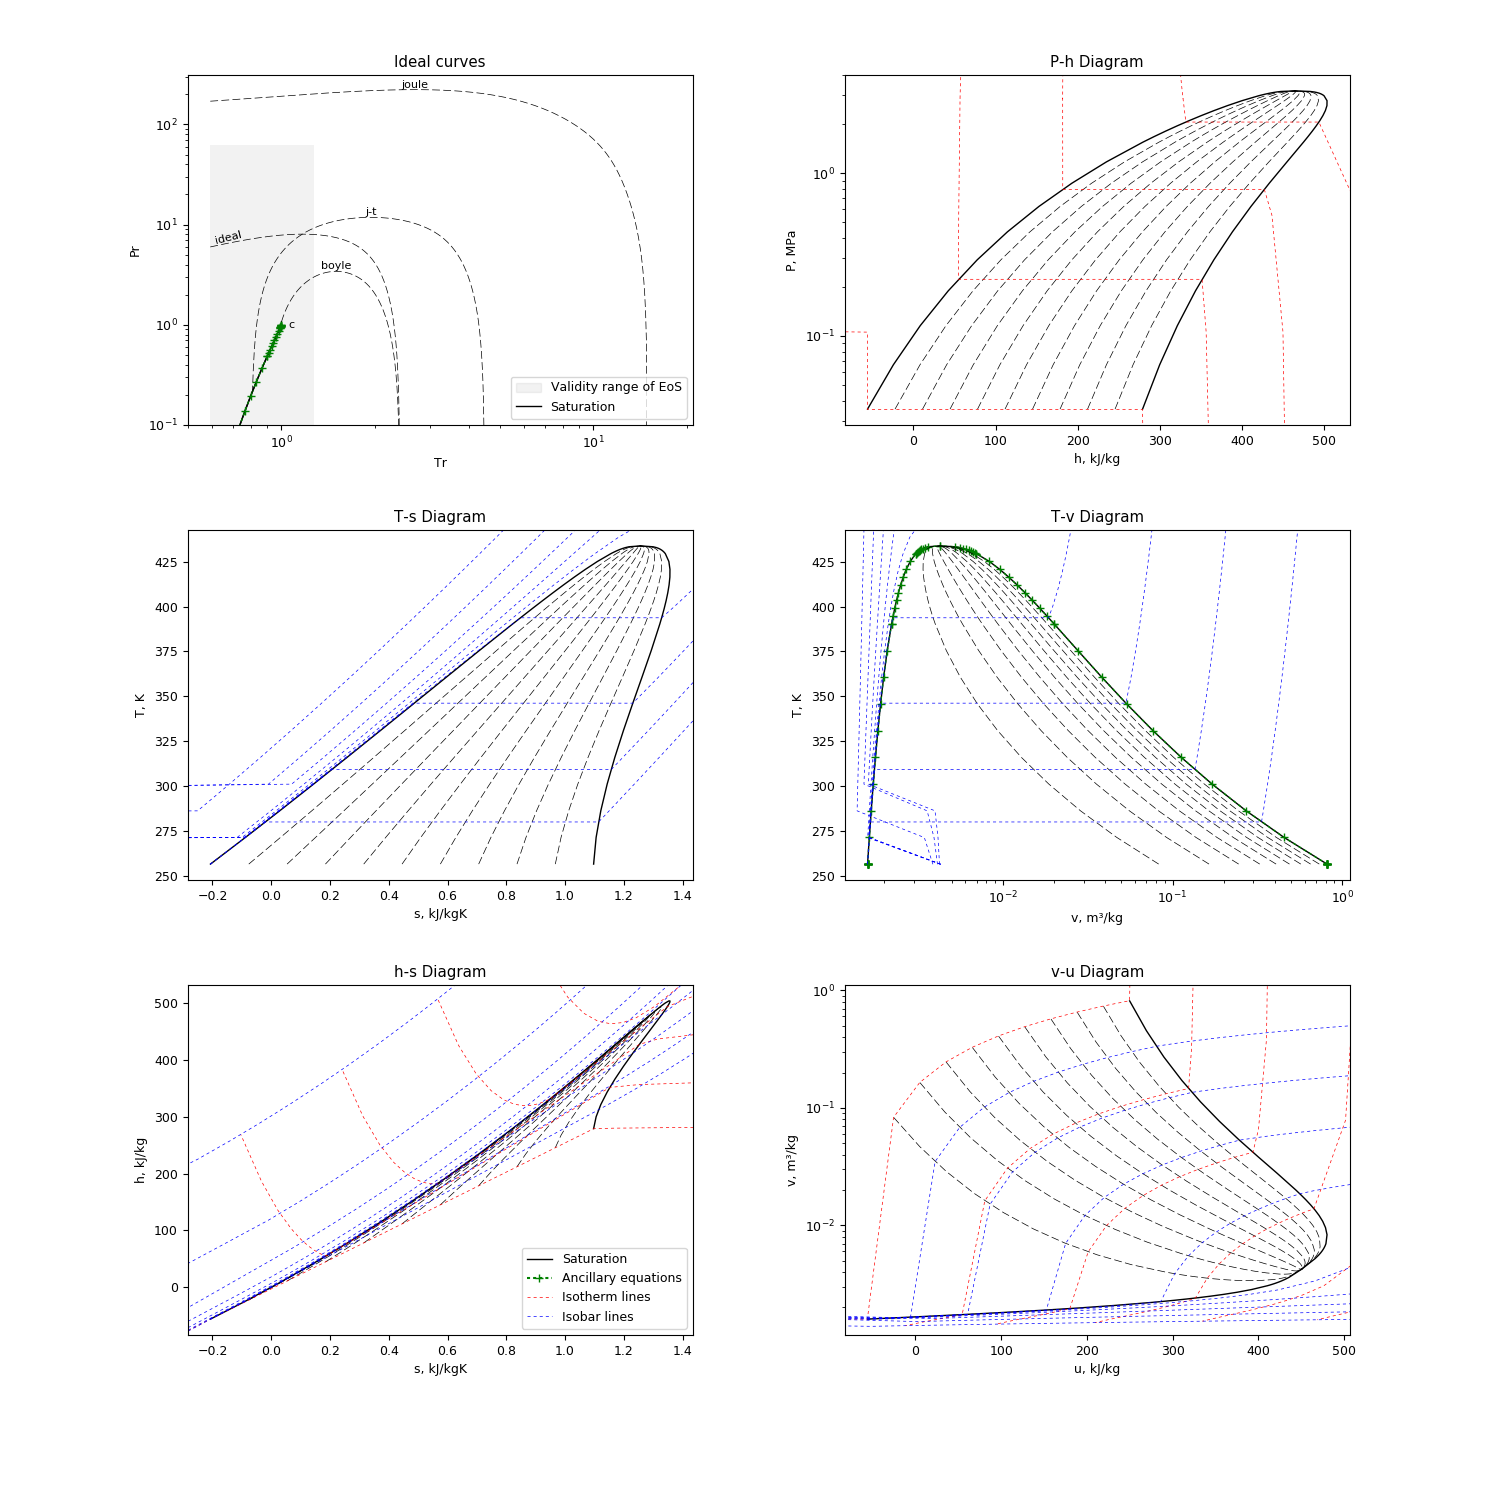 Ideal curves
joule
j-t
ideal
boyle
c
Validity range of EoS
Saturation
10²
10¹
10⁰
10⁻¹
Pr
10⁰ 10¹
Tr
P-h Diagram
10⁰
10⁻¹
P, MPa
0 100 200 300 400 500
h, kJ/kg
T-s Diagram
425
400
375
350
325
300
275
250
T, K
−0.2 0.0 0.2 0.4 0.6 0.8 1.0 1.2 1.4
s, kJ/kgK
T-v Diagram
425
400
375
350
325
300
275
250
T, K
10⁻² 10⁻¹ 10⁰
v, m³/kg
h-s Diagram
500
400
300
200
100
0
h, kJ/kg
Saturation
Ancillary equations
Isotherm lines
Isobar lines
−0.2 0.0 0.2 0.4 0.6 0.8 1.0 1.2 1.4
s, kJ/kgK
v-u Diagram
10⁰
10⁻¹
10⁻²
v, m³/kg
0 100 200 300 400 500
u, kJ/kg